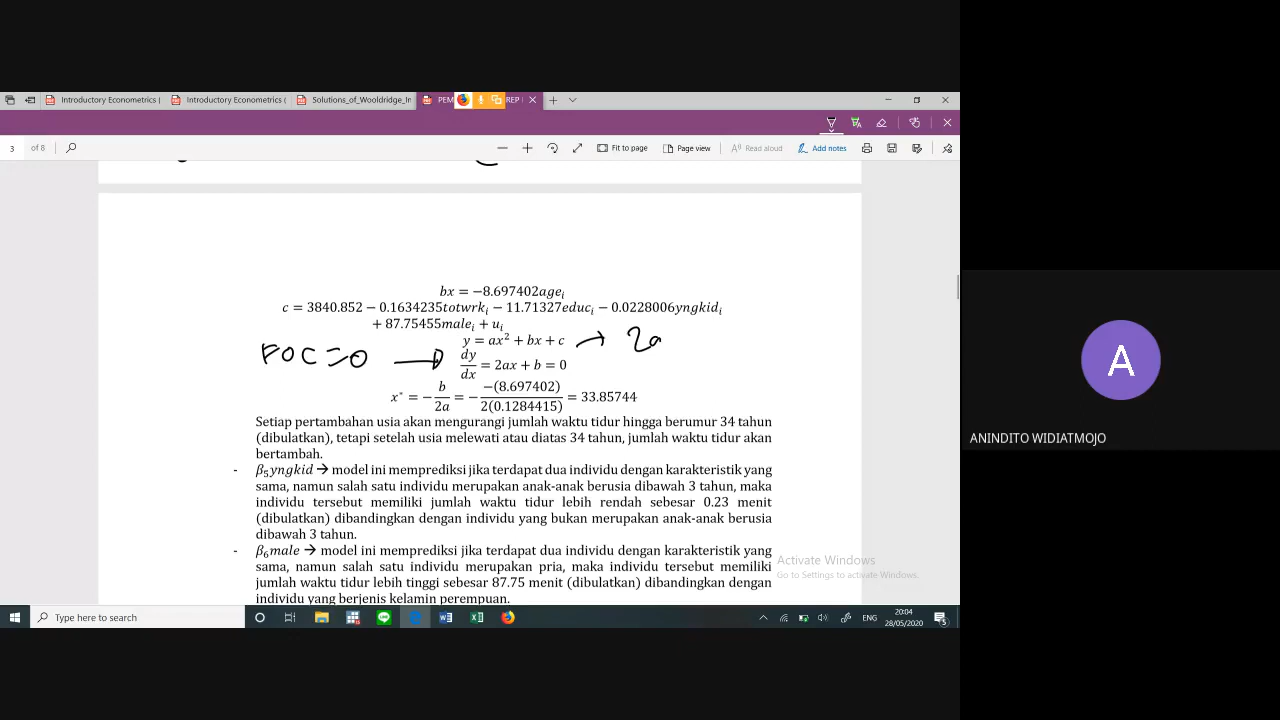 Introductory Econometrics (
Introductory Econometrics (
Solutions_of_Wooldridge_In
PEM
REP
3 of 8
Fit to page
Page view
Read aloud
Add notes
bx = −8.697402age_i
c = 3840.852 − 0.1634235totwrk_i − 11.71327educ_i − 0.0228006yngkid_i
+ 87.75455male_i + u_i
y = ax² + bx + c → 2a
FOC = 0 → dy/dx = 2ax + b = 0
x* = − b/2a = − −(8.697402)/2(0.1284415) = 33.85744
Setiap pertambahan usia akan mengurangi jumlah waktu tidur hingga berumur 34 tahun
(dibulatkan), tetapi setelah usia melewati atau diatas 34 tahun, jumlah waktu tidur akan
bertambah.
- β₅yngkid → model ini memprediksi jika terdapat dua individu dengan karakteristik yang
sama, namun salah satu individu merupakan anak-anak berusia dibawah 3 tahun, maka
individu tersebut memiliki jumlah waktu tidur lebih rendah sebesar 0.23 menit
(dibulatkan) dibandingkan dengan individu yang bukan merupakan anak-anak berusia
dibawah 3 tahun.
- β₆male → model ini memprediksi jika terdapat dua individu dengan karakteristik yang
sama, namun salah satu individu merupakan pria, maka individu tersebut memiliki
jumlah waktu tidur lebih tinggi sebesar 87.75 menit (dibulatkan) dibandingkan dengan
individu yang berjenis kelamin perempuan.
Activate Windows
Go to Settings to activate Windows.
Type here to search
ENG
20:04
28/05/2020
5
A
ANINDITO WIDIATMOJO